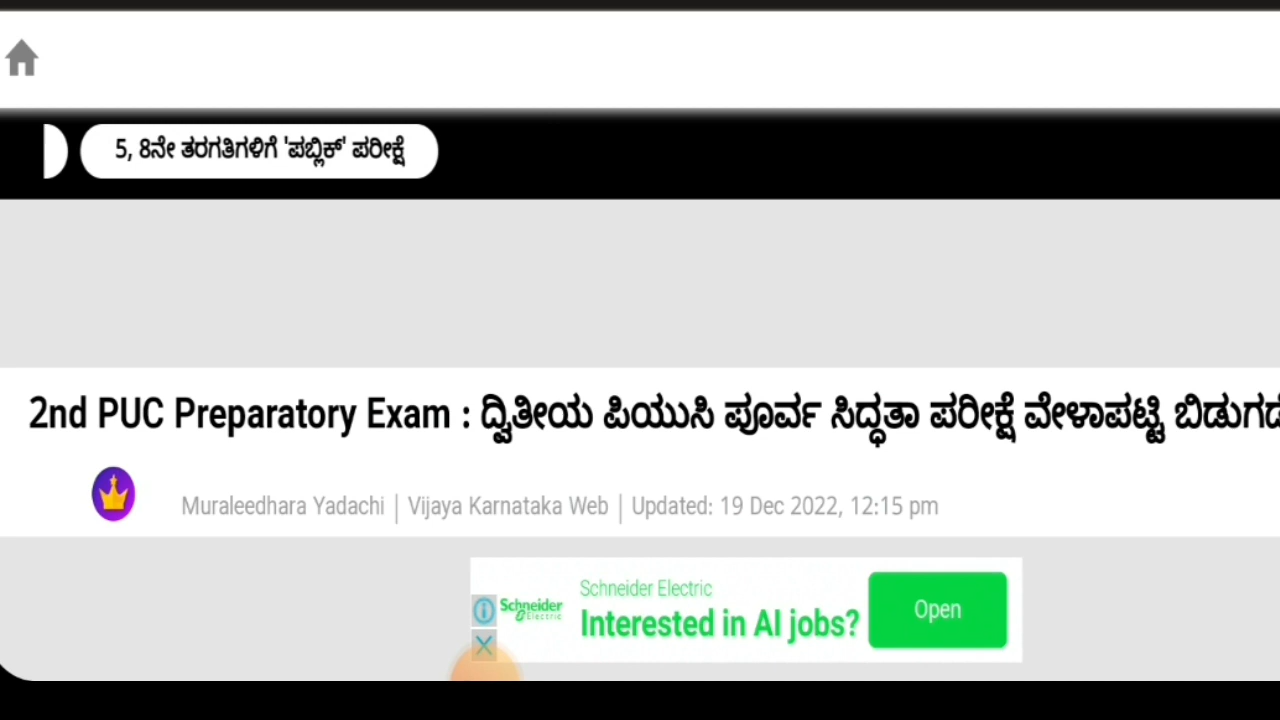 5, 8ನೇ ತರಗತಿಗಳಿಗೆ 'ಪಬ್ಲಿಕ್' ಪರೀಕ್ಷೆ
2nd PUC Preparatory Exam : ದ್ವಿತೀಯ ಪಿಯುಸಿ ಪೂರ್ವ ಸಿದ್ಧತಾ ಪರೀಕ್ಷೆ ವೇಳಾಪಟ್ಟಿ
Muraleedhara Yadachi | Vijaya Karnataka Web | Updated: 19 Dec 2022, 12:15 pm
Schneider Electric
Schneider Electric
Interested in AI jobs?
Open